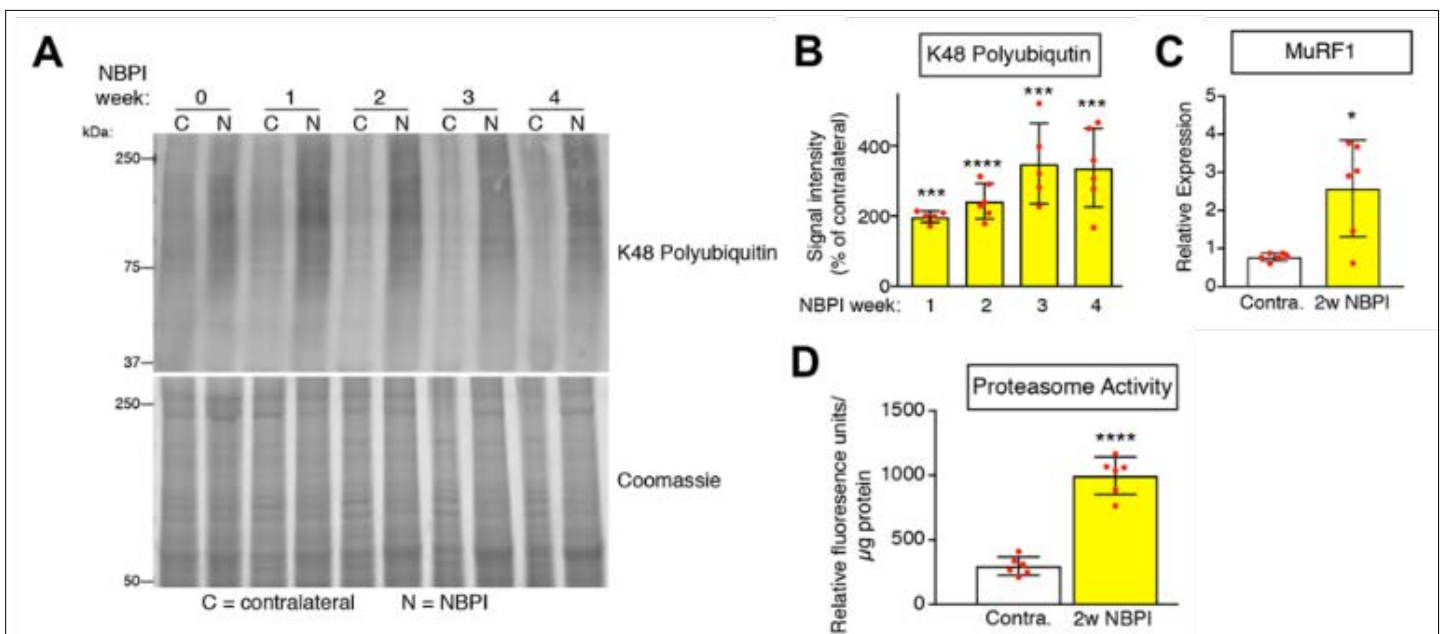 A
NBPI
week: 0 1 2 3 4
C N C N C N C N C N
kDa:
250
75
37
K48 Polyubiquitin
250
50
Coomassie
C = contralateral N = NBPI
B
K48 Polyubiqutin
Signal intensity
(% of contralateral)
400
200
0
***
****
***
***
NBPI week: 1 2 3 4
C
MuRF1
Relative Expression
5
4
3
2
1
0
*
Contra. 2w NBPI
D
Proteasome Activity
Relative fluoresence units/
µg protein
1500
1000
500
0
****
Contra. 2w NBPI